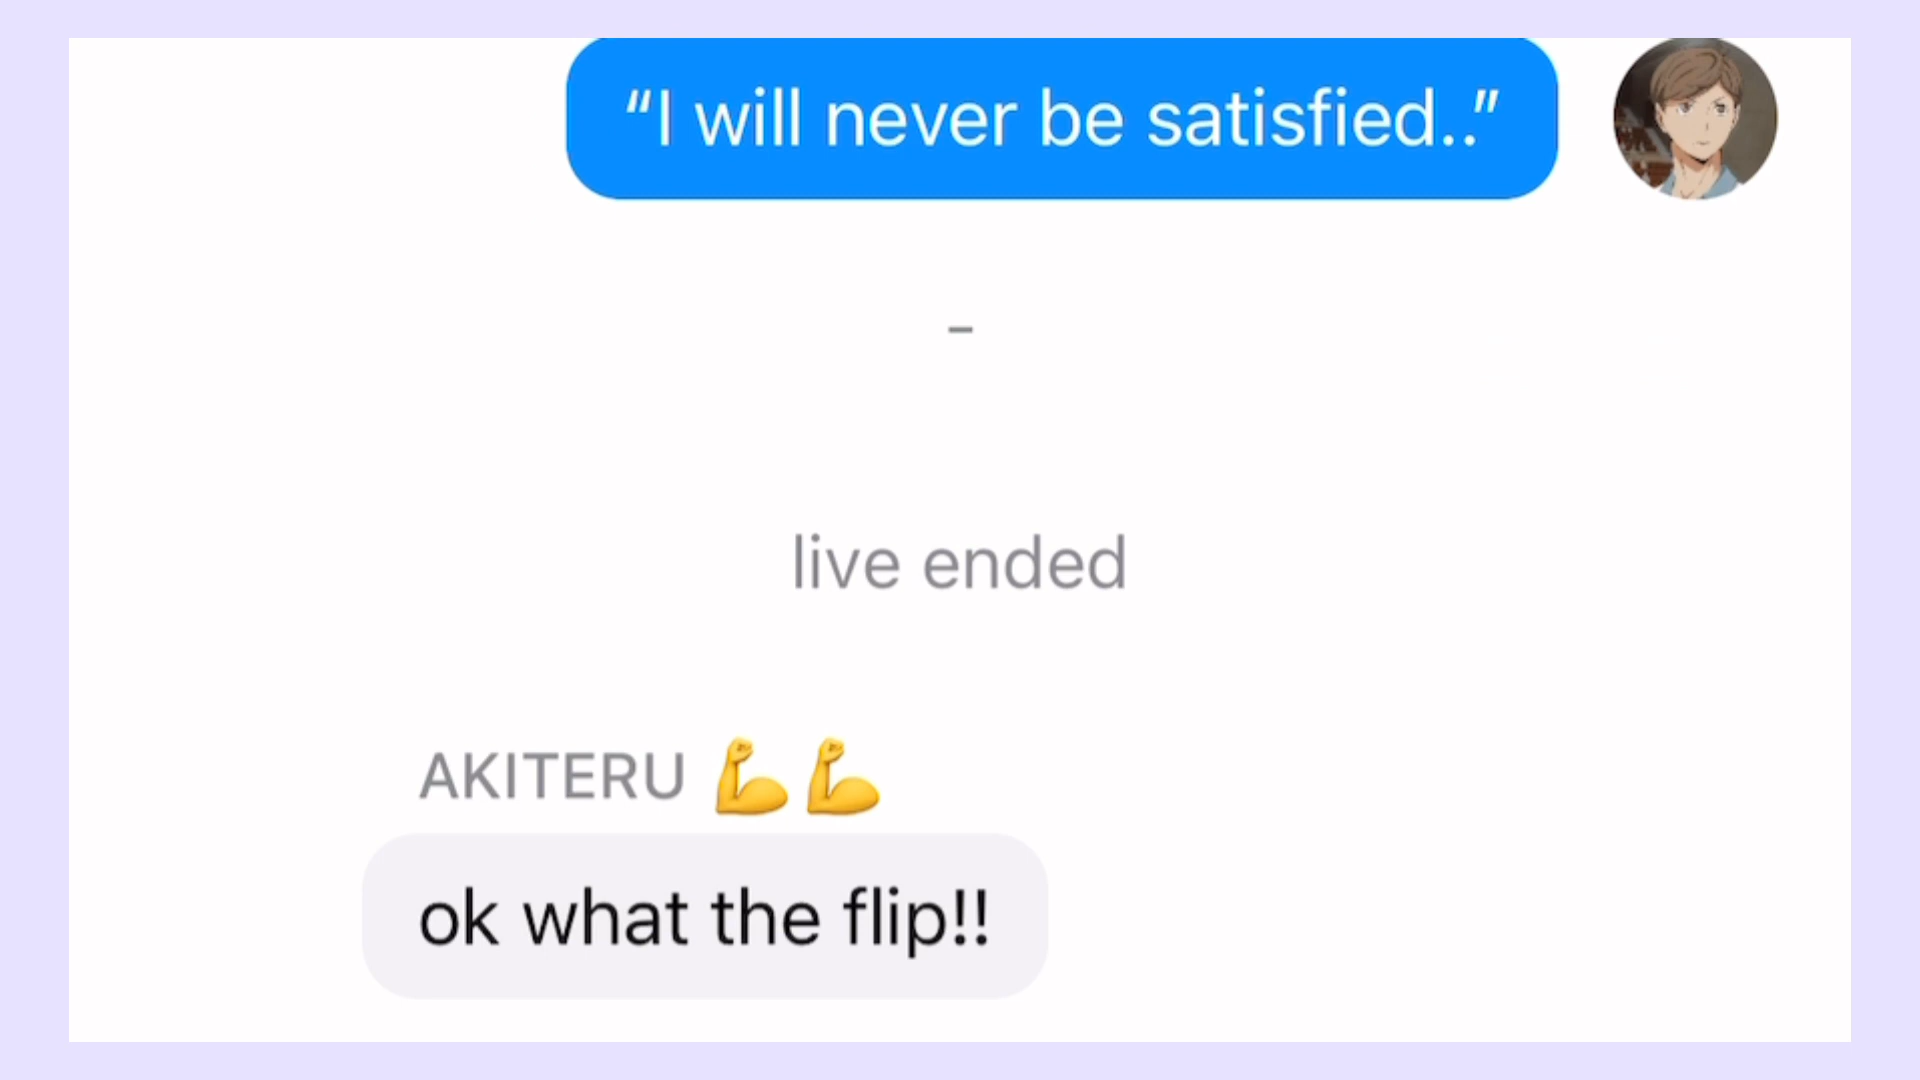 “I will never be satisfied..”
–
live ended
AKITERU 💪💪
ok what the flip!!